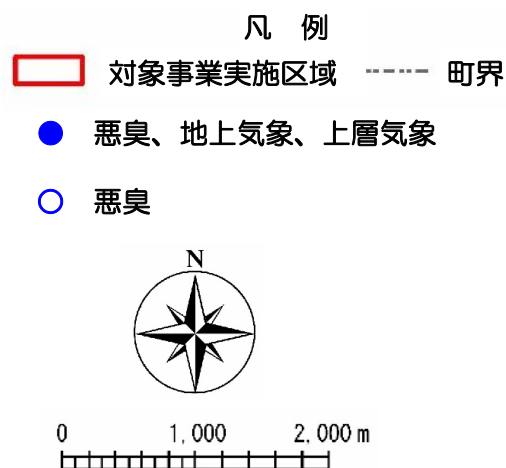 凡 例
対象事業実施区域 町界
悪臭、地上気象、上層気象
悪臭
N
0 1,000 2,000 m